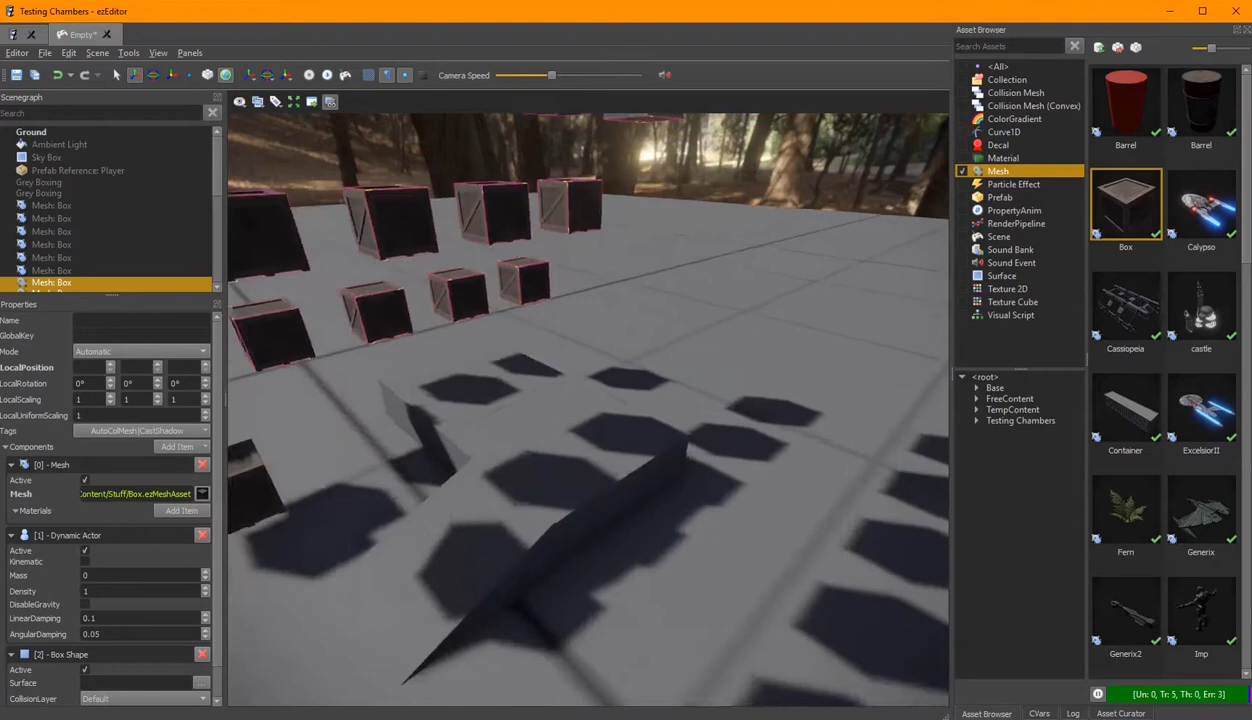 Testing Chambers - ezEditor
Empty*
Editor File Edit Scene Tools View Panels
Camera Speed
Scenegraph
Search
Ground
Ambient Light
Sky Box
Prefab Reference: Player
Grey Boxing
Grey Boxing
Mesh: Box
Mesh: Box
Mesh: Box
Mesh: Box
Mesh: Box
Mesh: Box
Mesh: Box
Properties
Name
GlobalKey
Mode Automatic
LocalPosition
LocalRotation 0° 0° 0°
LocalScaling 1 1 1
LocalUniformScaling 1
Tags AutoColMesh|CastShadow
Components Add Item
[0] - Mesh
Active
Mesh Content/Stuff/Box.ezMeshAsset
Materials Add Item
[1] - Dynamic Actor
Active
Kinematic
Mass 0
Density 1
DisableGravity
LinearDamping 0.1
AngularDamping 0.05
[2] - Box Shape
Active
Surface ...
CollisionLayer Default
Asset Browser
Search Assets
<All>
Collection
Collision Mesh
Collision Mesh (Convex)
ColorGradient
Curve1D
Decal
Material
Mesh
Particle Effect
Prefab
PropertyAnim
RenderPipeline
Scene
Sound Bank
Sound Event
Surface
Texture 2D
Texture Cube
Visual Script
<root>
Base
FreeContent
TempContent
Testing Chambers
Barrel Barrel
Box Calypso
Cassiopeia castle
Container ExcelsiorII
Fern Generix
Generix2 Imp
[Un: 0, Tr: 5, Th: 0, Err: 3]
Asset Browser CVars Log Asset Curator